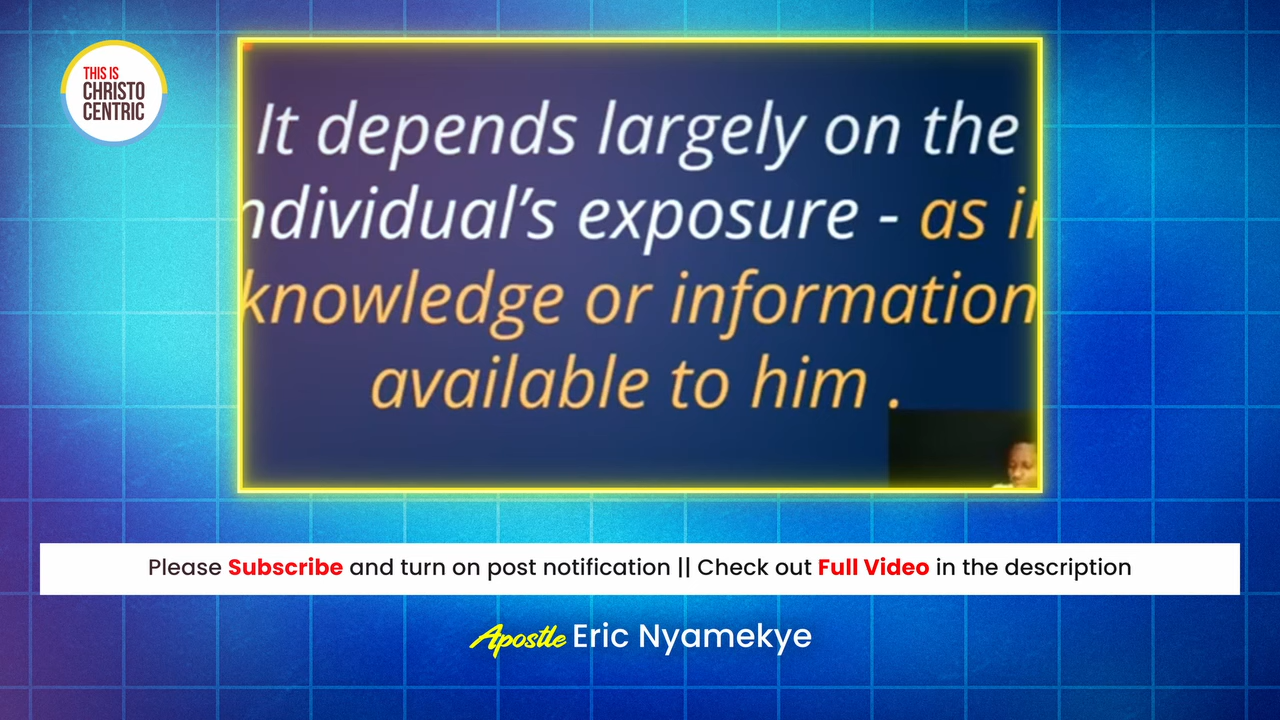 THIS IS
CHRISTO
CENTRIC
It depends largely on the
ndividual's exposure - as in
knowledge or information
available to him .
Please Subscribe and turn on post notification || Check out Full Video in the description
Apostle Eric Nyamekye